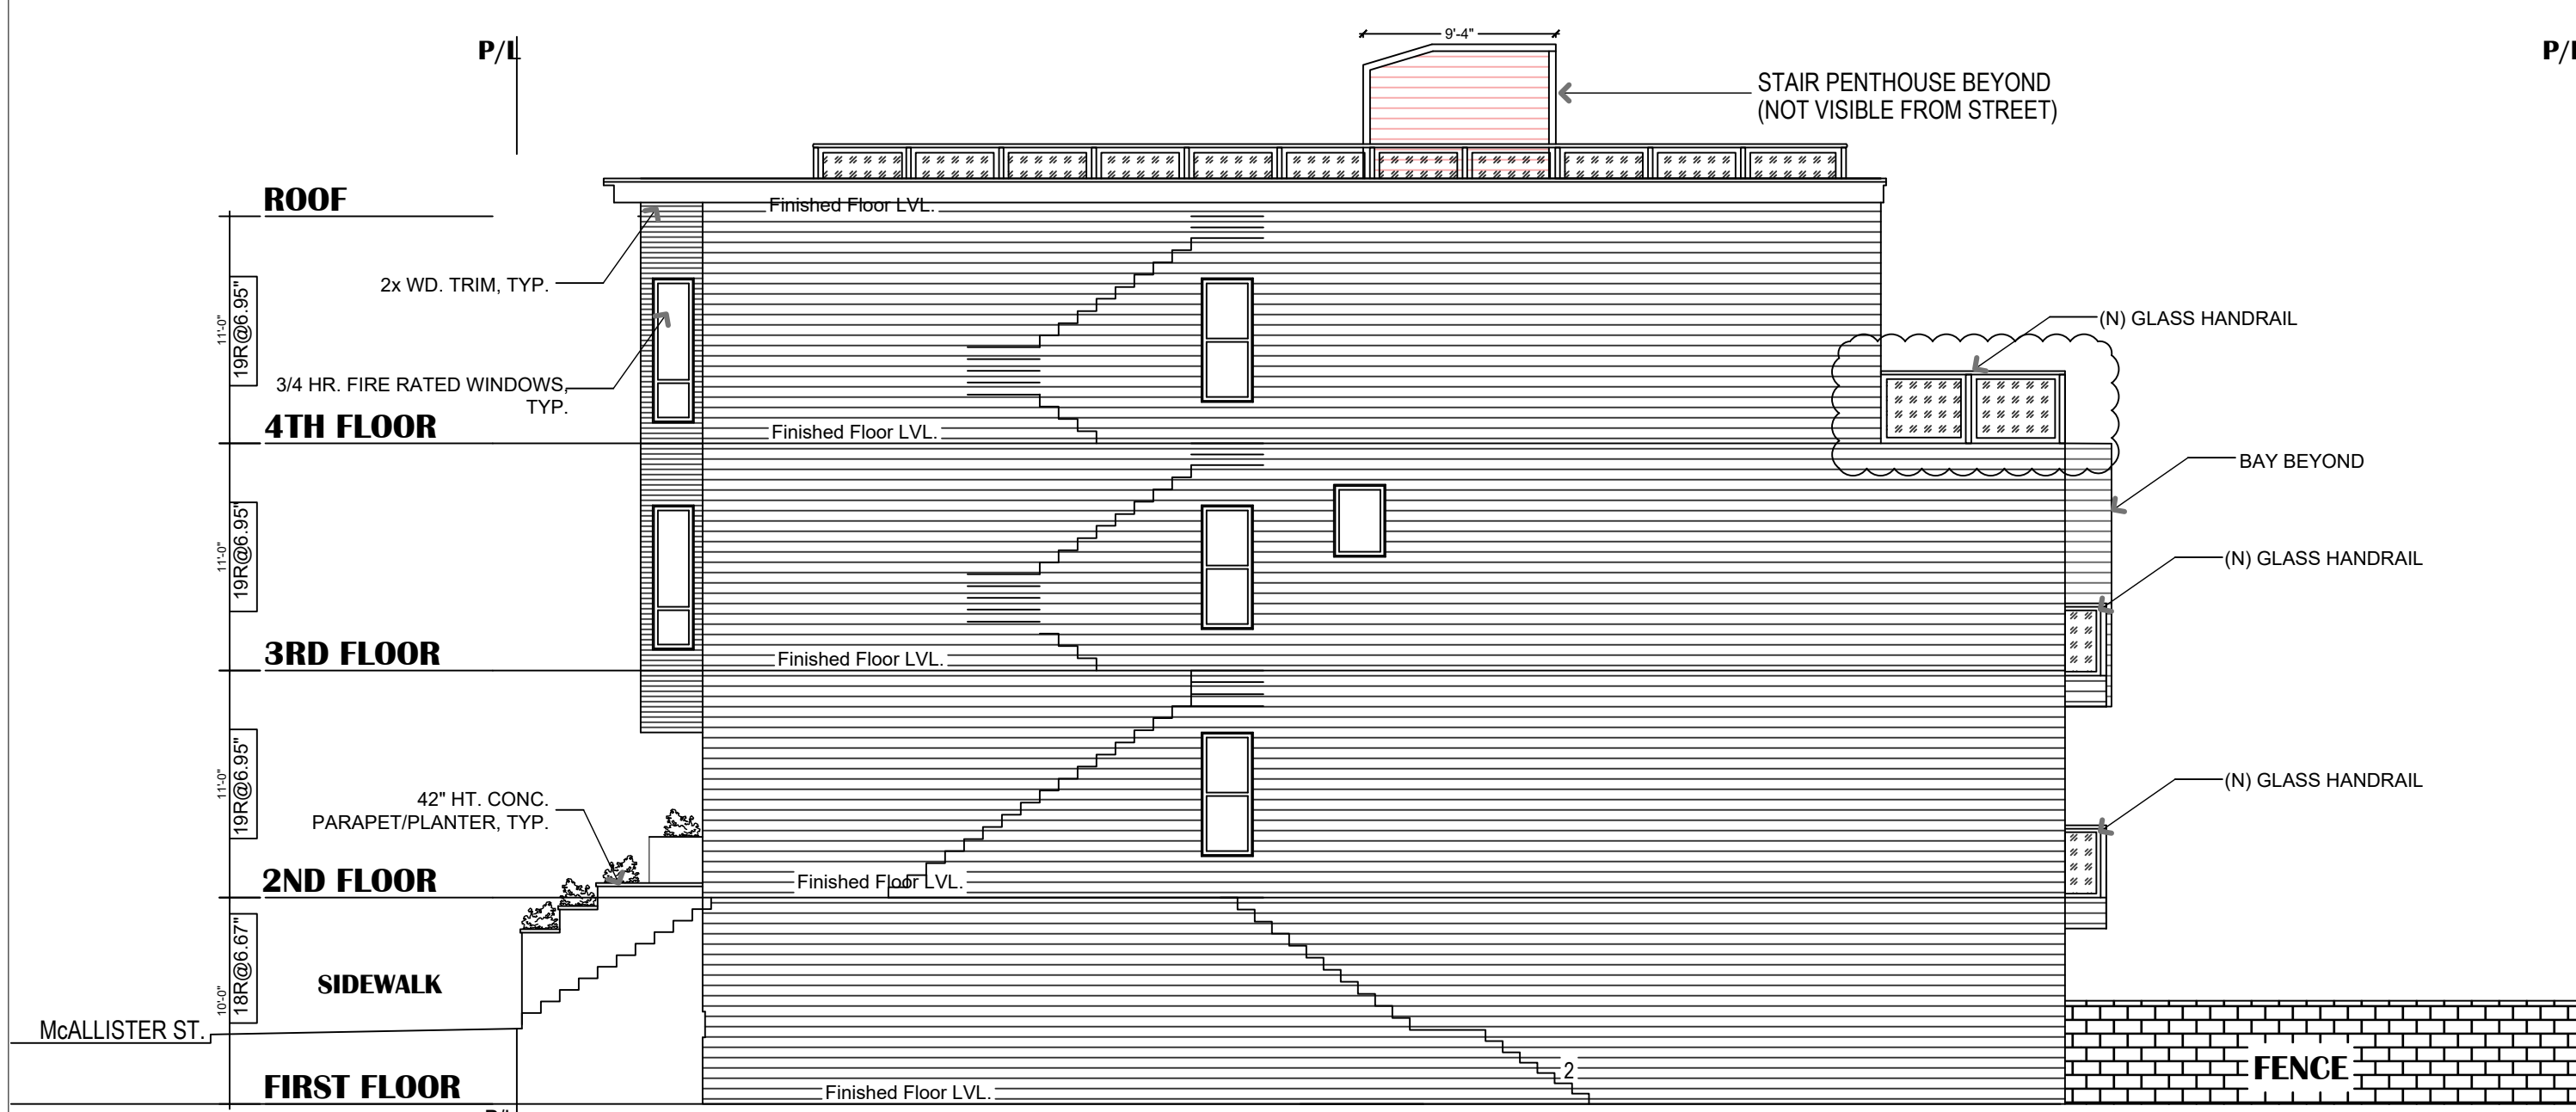 P/L
9'-4"
P/L
STAIR PENTHOUSE BEYOND
(NOT VISIBLE FROM STREET)
ROOF
Finished Floor LVL.
2x WD. TRIM, TYP.
11'-0"
19R@6.95"
(N) GLASS HANDRAIL
3/4 HR. FIRE RATED WINDOWS,
TYP.
4TH FLOOR
Finished Floor LVL.
BAY BEYOND
11'-0"
19R@6.95"
(N) GLASS HANDRAIL
3RD FLOOR
Finished Floor LVL.
11'-0"
19R@6.95"
(N) GLASS HANDRAIL
42" HT. CONC.
PARAPET/PLANTER, TYP.
2ND FLOOR
Finished Floor LVL.
10'-0"
18R@6.67"
SIDEWALK
McALLISTER ST.
2
FENCE
FIRST FLOOR
Finished Floor LVL.